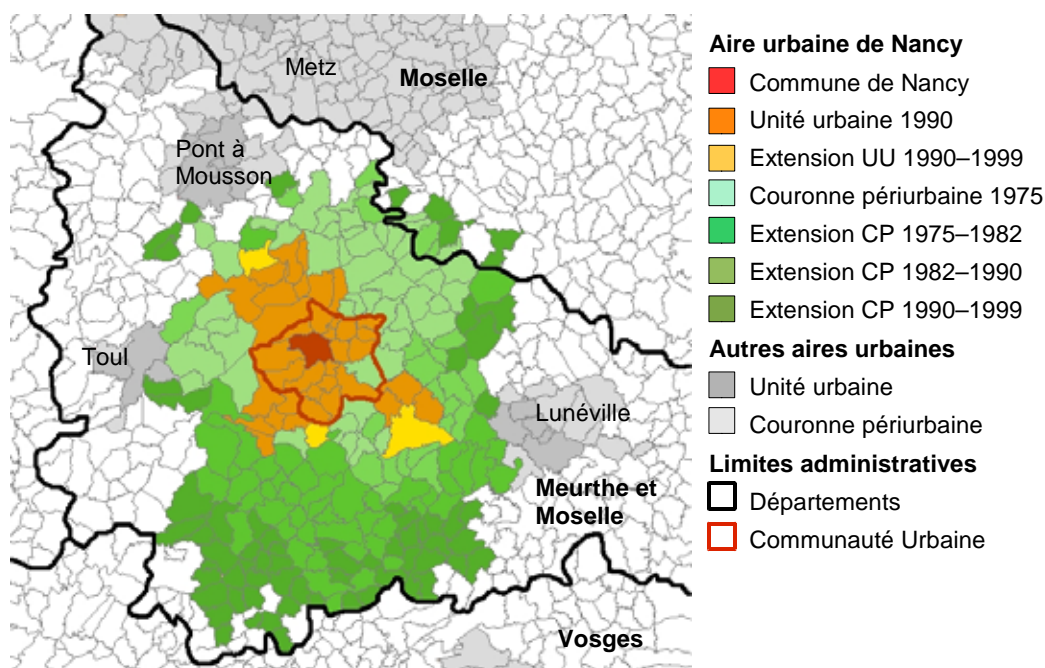 Metz
Moselle
Pont à
Mousson
Toul
Lunéville
Meurthe et
Moselle
Vosges
Aire urbaine de Nancy
Commune de Nancy
Unité urbaine 1990
Extension UU 1990–1999
Couronne périurbaine 1975
Extension CP 1975–1982
Extension CP 1982–1990
Extension CP 1990–1999
Autres aires urbaines
Unité urbaine
Couronne périurbaine
Limites administratives
Départements
Communauté Urbaine